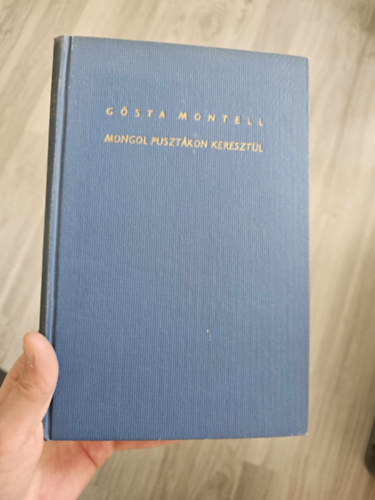 GÖSTA MONTELL
MONGOL PUSZTÁKON KERESZTÜL